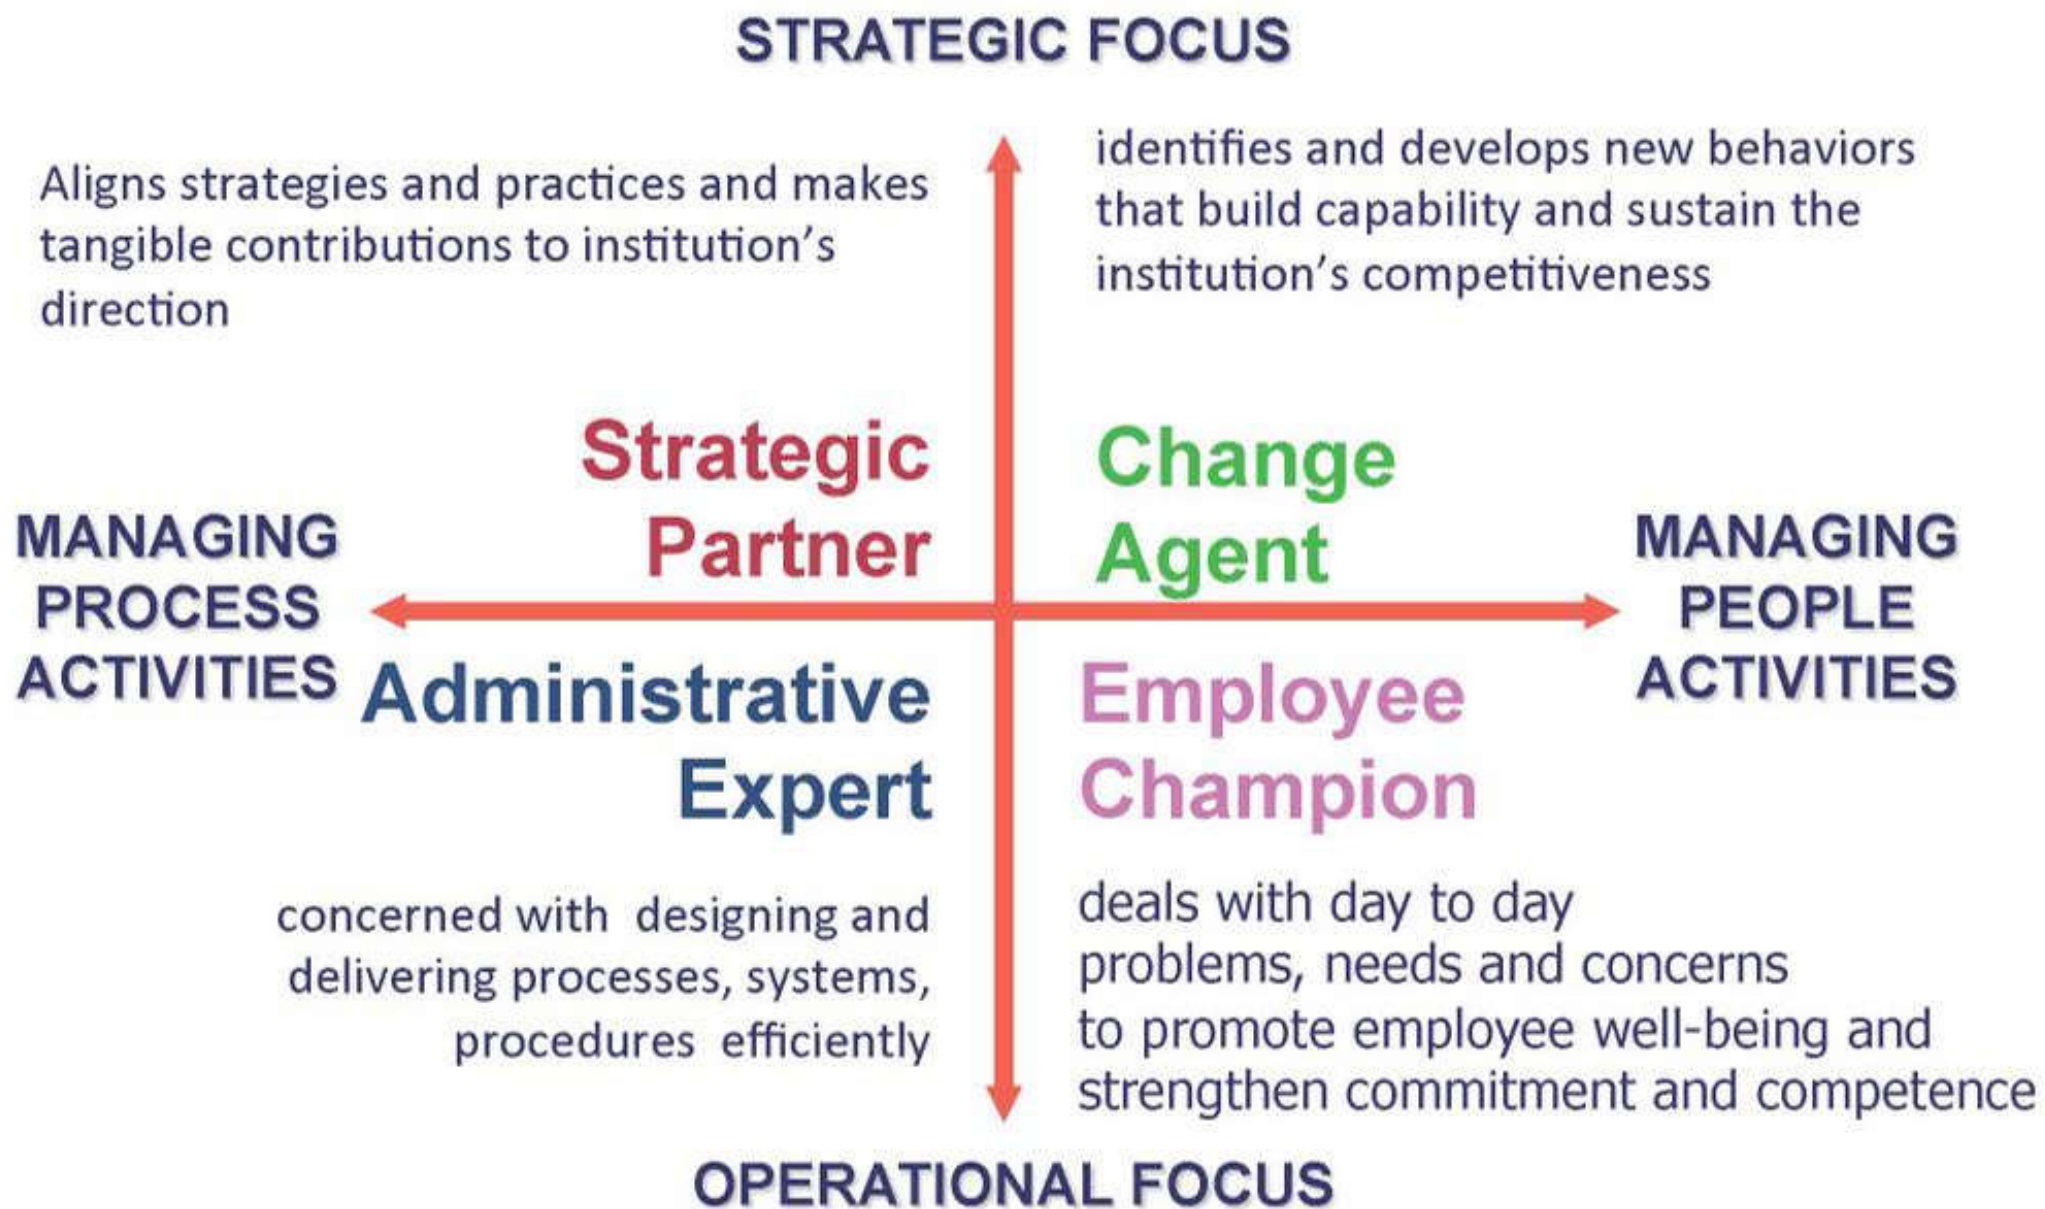 STRATEGIC FOCUS
Aligns strategies and practices and makes
tangible contributions to institution’s
direction
identifies and develops new behaviors
that build capability and sustain the
institution’s competitiveness
Strategic
Partner
Change
Agent
MANAGING
PROCESS
ACTIVITIES
MANAGING
PEOPLE
ACTIVITIES
Administrative
Expert
Employee
Champion
concerned with designing and
delivering processes, systems,
procedures efficiently
deals with day to day
problems, needs and concerns
to promote employee well-being and
strengthen commitment and competence
OPERATIONAL FOCUS